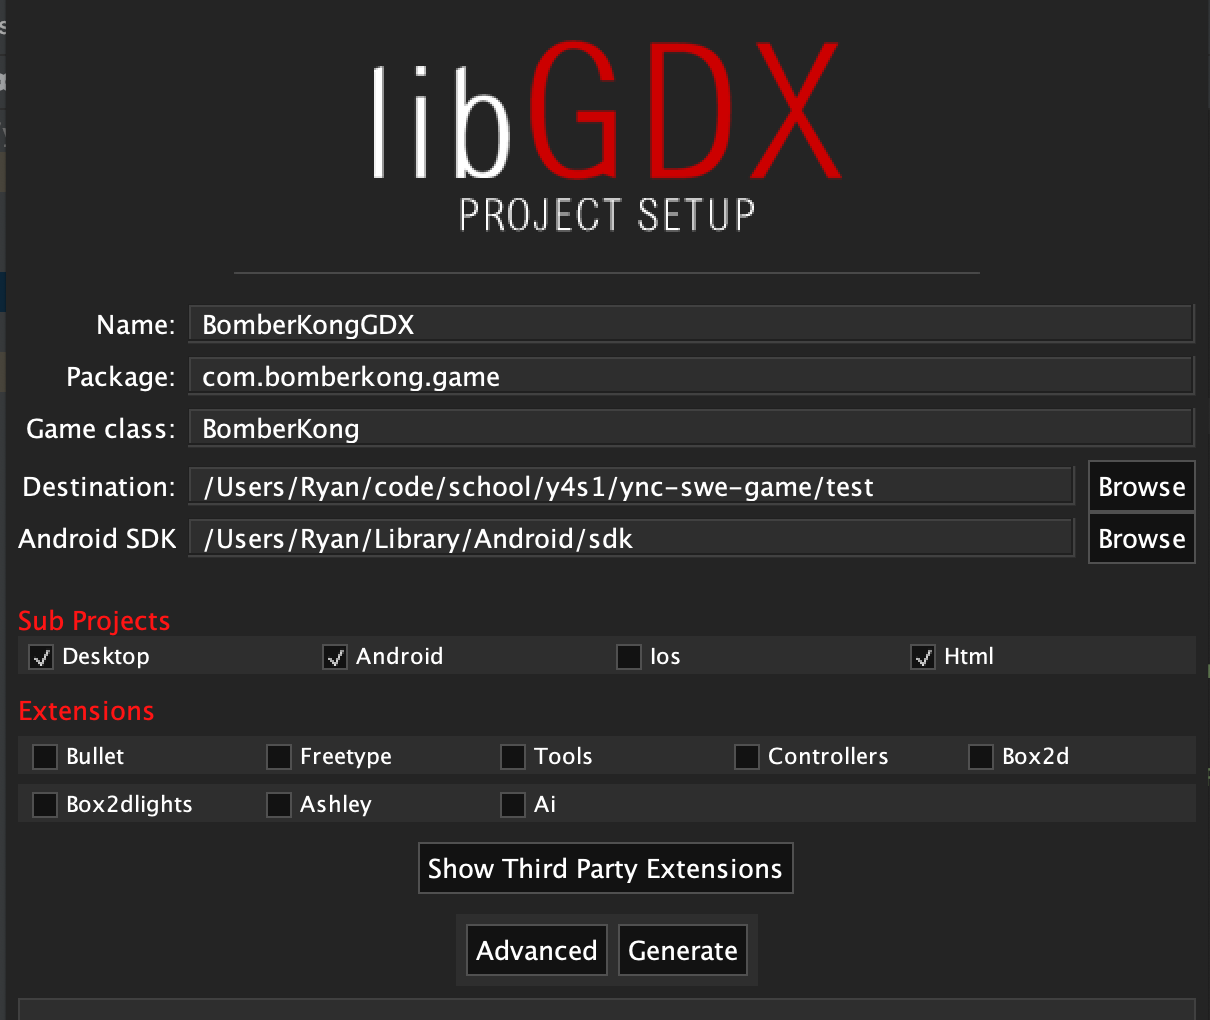 libGDX
PROJECT SETUP
Name: BomberKongGDX
Package: com.bomberkong.game
Game class: BomberKong
Destination: /Users/Ryan/code/school/y4s1/ync-swe-game/test Browse
Android SDK /Users/Ryan/Library/Android/sdk Browse
Sub Projects
Desktop Android Ios Html
Extensions
Bullet Freetype Tools Controllers Box2d
Box2dlights Ashley Ai
Show Third Party Extensions
Advanced Generate